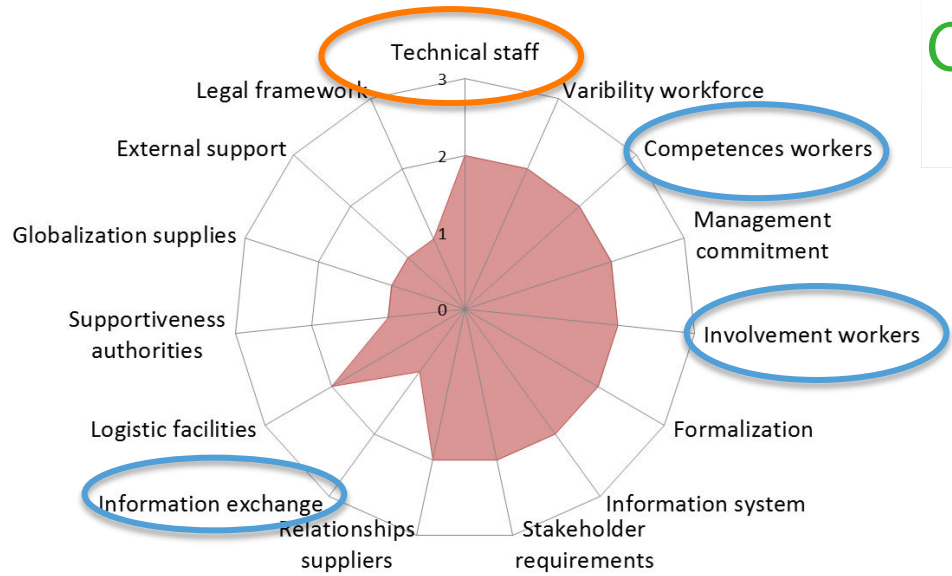 Technical staff
3
Legal framework
Varibility workforce
External support
Competences workers
2
Management
commitment
Globalization supplies
1
0
Supportiveness
authorities
Involvement workers
Logistic facilities
Formalization
Information exchange
Information system
Relationships
suppliers
Stakeholder
requirements